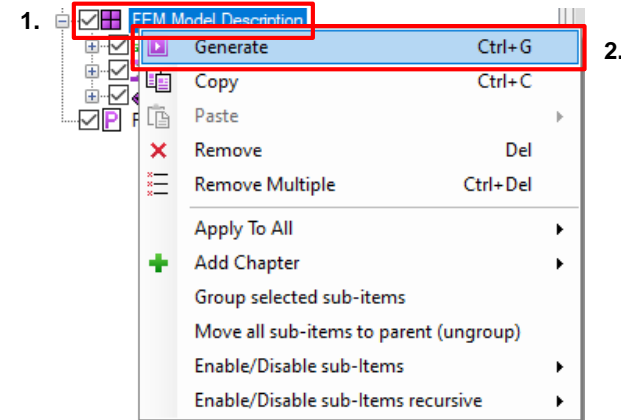 1. FEM Model Description
Generate Ctrl+G 2.
Copy Ctrl+C
Paste
P
Remove Del
Remove Multiple Ctrl+Del
Apply To All
Add Chapter
Group selected sub-items
Move all sub-items to parent (ungroup)
Enable/Disable sub-Items
Enable/Disable sub-Items recursive